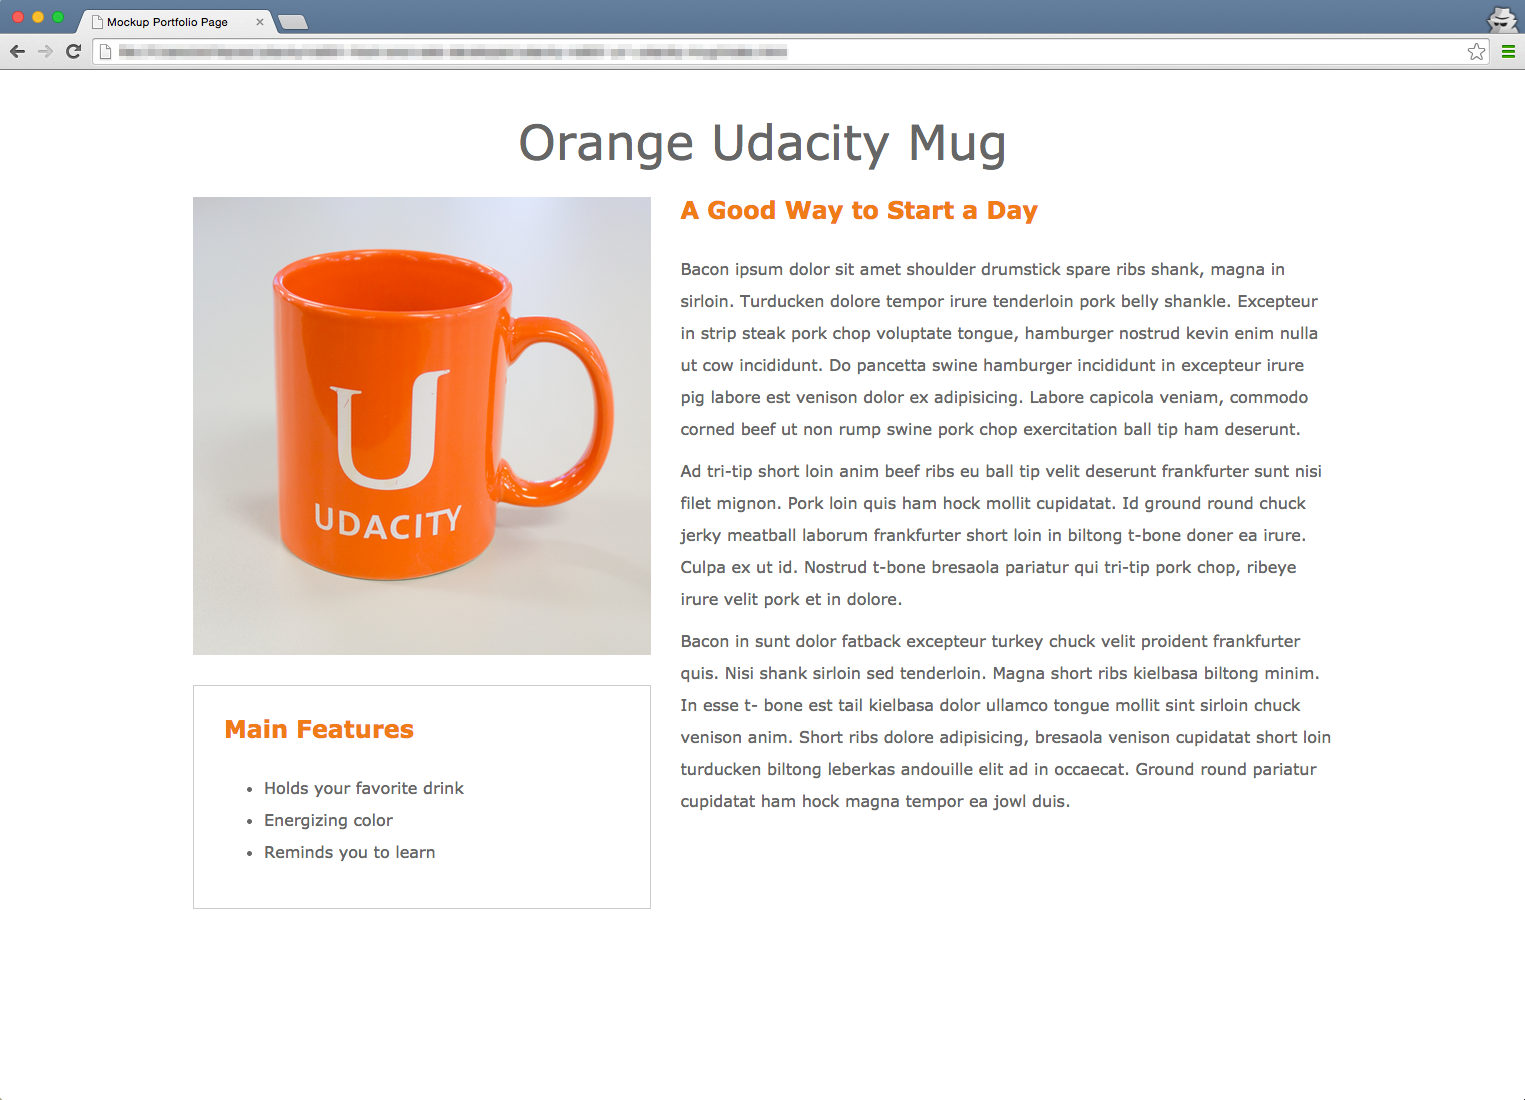 Mockup Portfolio Page
Orange Udacity Mug
U
UDACITY
Main Features
Holds your favorite drink
Energizing color
Reminds you to learn
A Good Way to Start a Day
Bacon ipsum dolor sit amet shoulder drumstick spare ribs shank, magna in
sirloin. Turducken dolore tempor irure tenderloin pork belly shankle. Excepteur
in strip steak pork chop voluptate tongue, hamburger nostrud kevin enim nulla
ut cow incididunt. Do pancetta swine hamburger incididunt in excepteur irure
pig labore est venison dolor ex adipisicing. Labore capicola veniam, commodo
corned beef ut non rump swine pork chop exercitation ball tip ham deserunt.
Ad tri-tip short loin anim beef ribs eu ball tip velit deserunt frankfurter sunt nisi
filet mignon. Pork loin quis ham hock mollit cupidatat. Id ground round chuck
jerky meatball laborum frankfurter short loin in biltong t-bone doner ea irure.
Culpa ex ut id. Nostrud t-bone bresaola pariatur qui tri-tip pork chop, ribeye
irure velit pork et in dolore.
Bacon in sunt dolor fatback excepteur turkey chuck velit proident frankfurter
quis. Nisi shank sirloin sed tenderloin. Magna short ribs kielbasa biltong minim.
In esse t- bone est tail kielbasa dolor ullamco tongue mollit sint sirloin chuck
venison anim. Short ribs dolore adipisicing, bresaola venison cupidatat short loin
turducken biltong leberkas andouille elit ad in occaecat. Ground round pariatur
cupidatat ham hock magna tempor ea jowl duis.